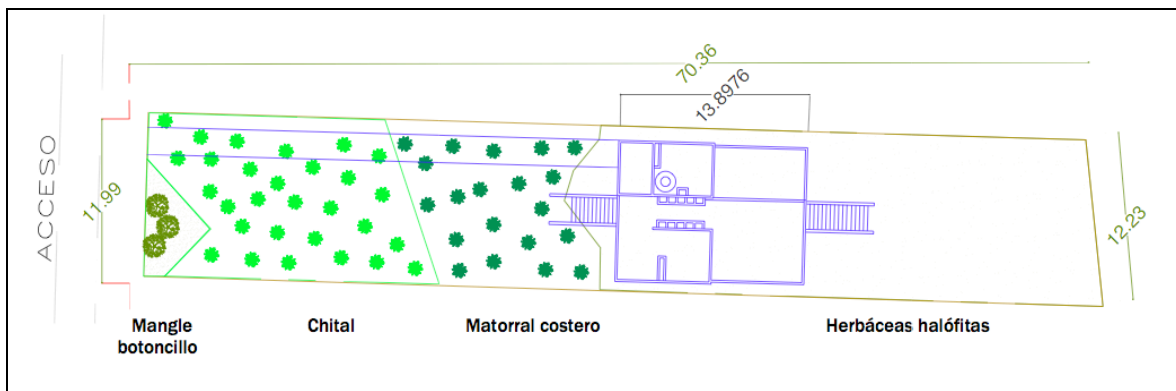 70.36
13.8976
ACCESO
11.99
12.23
Mangle
botoncillo
Chital
Matorral costero
Herbáceas halófitas